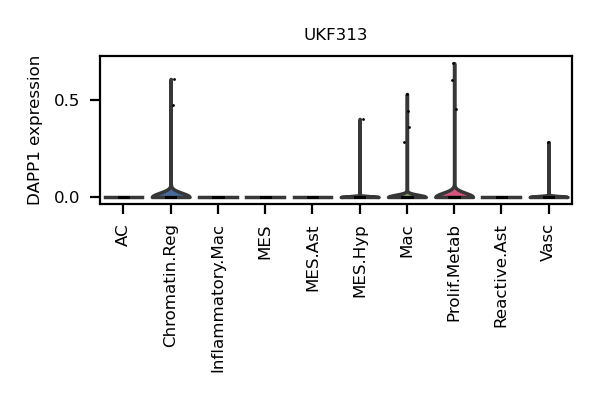 UKF313
DAPP1 expression
0.5
0.0
AC
Chromatin.Reg
Inflammatory.Mac
MES
MES.Ast
MES.Hyp
Mac
Prolif.Metab
Reactive.Ast
Vasc